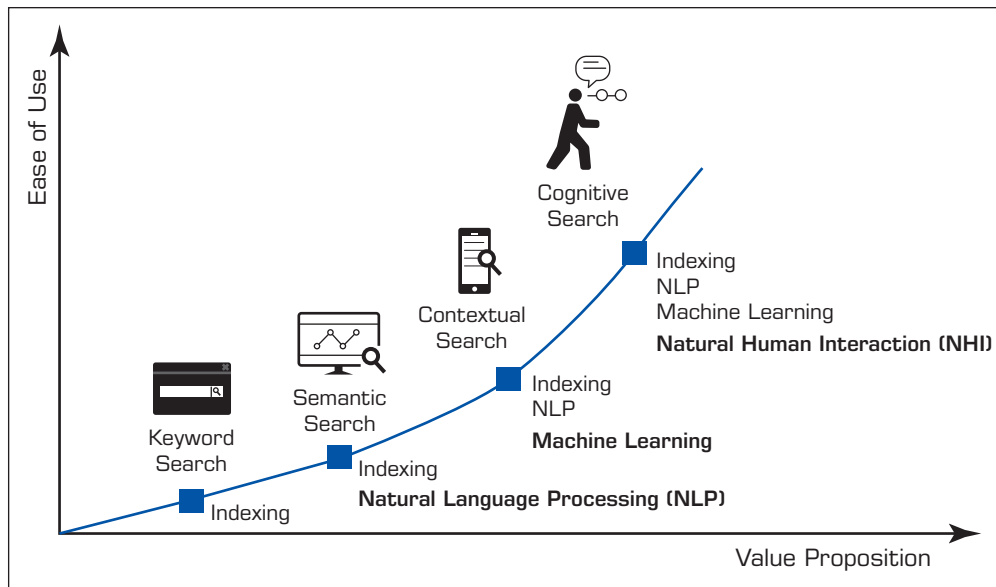 Ease of Use
Cognitive
Search
Indexing
NLP
Machine Learning
Natural Human Interaction (NHI)
Contextual
Search
Indexing
NLP
Machine Learning
Semantic
Search
Indexing
Natural Language Processing (NLP)
Keyword
Search
Indexing
Value Proposition